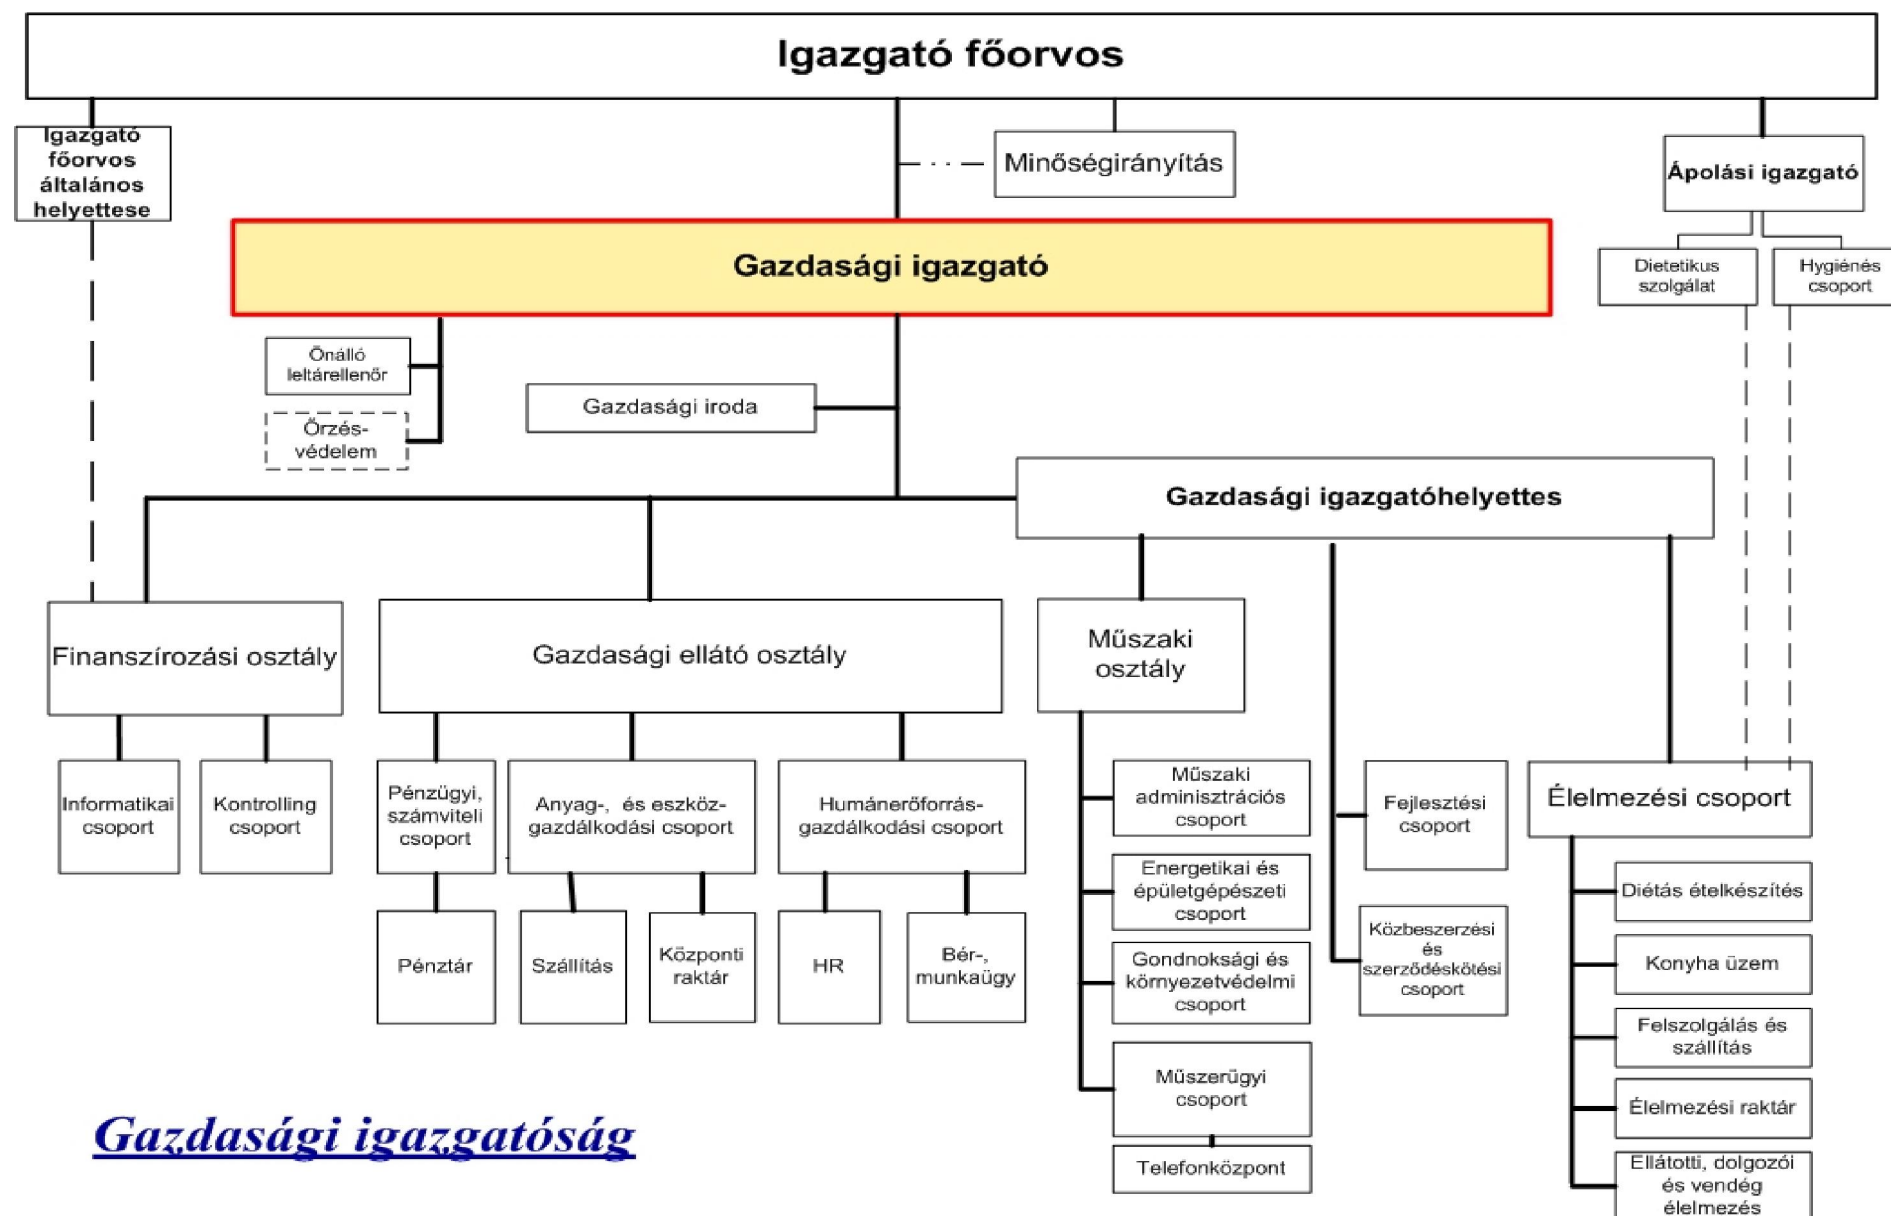 Igazgató főorvos
Igazgató
főorvos
általános
helyettese
Minőségirányítás
Ápolási igazgató
Gazdasági igazgató
Dietetikus
szolgálat
Hygiénés
csoport
Önálló
leltárellenőr
Őrzés-
védelem
Gazdasági iroda
Gazdasági igazgatóhelyettes
Finanszírozási osztály
Gazdasági ellátó osztály
Műszaki
osztály
Informatikai
csoport
Kontrolling
csoport
Pénzügyi,
számviteli
csoport
Anyag-, és eszköz-
gazdálkodási csoport
Humánerőforrás-
gazdálkodási csoport
Műszaki
adminisztrációs
csoport
Fejlesztési
csoport
Élelmezési csoport
Energetikai és
épületgépészeti
csoport
Diétás ételkészítés
Pénztár
Szállítás
Központi
raktár
HR
Bér-,
munkaügy
Gondnoksági és
környezetvédelmi
csoport
Közbeszerzési
és
szerződéskötési
csoport
Konyha üzem
Felszolgálás és
szállítás
Műszerügyi
csoport
Élelmezési raktár
Telefonközpont
Ellátotti, dolgozói
és vendég
élelmezés
Gazdasági igazgatóság